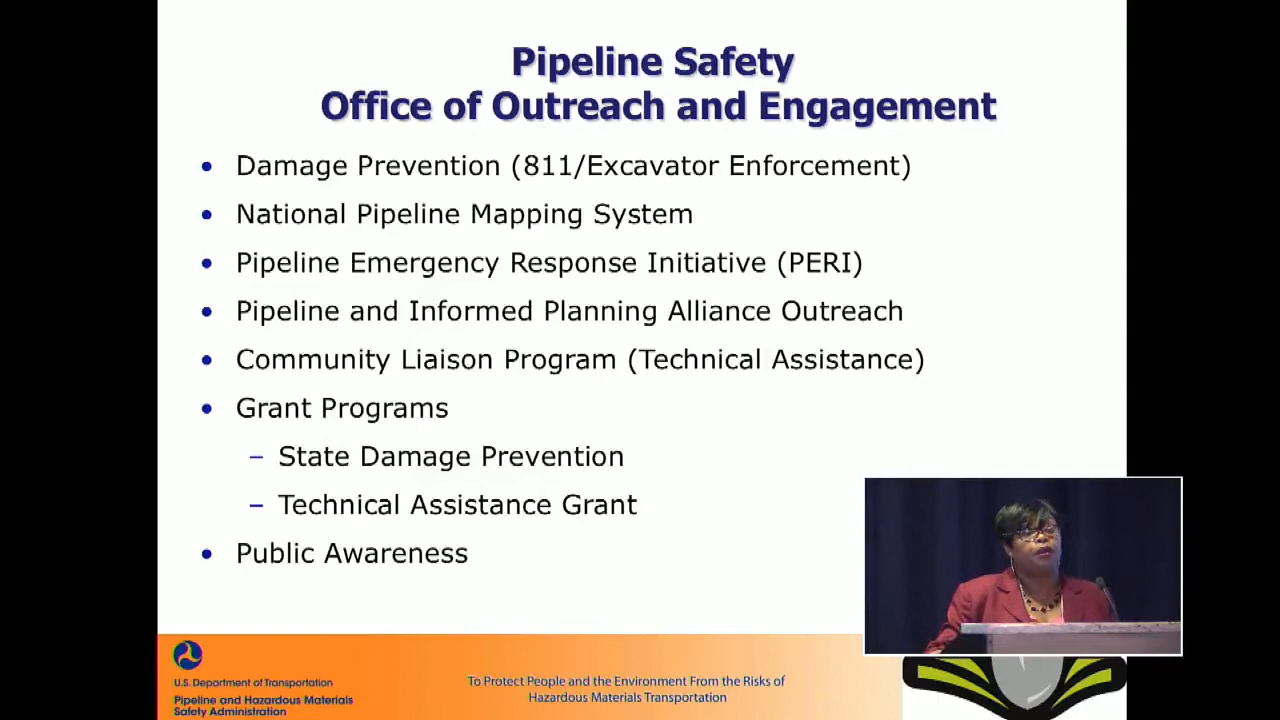 Pipeline Safety
Office of Outreach and Engagement
• Damage Prevention (811/Excavator Enforcement)
• National Pipeline Mapping System
• Pipeline Emergency Response Initiative (PERI)
• Pipeline and Informed Planning Alliance Outreach
• Community Liaison Program (Technical Assistance)
• Grant Programs
– State Damage Prevention
– Technical Assistance Grant
• Public Awareness
U.S. Department of Transportation
Pipeline and Hazardous Materials
Safety Administration
To Protect People and the Environment From the Risks of
Hazardous Materials Transportation